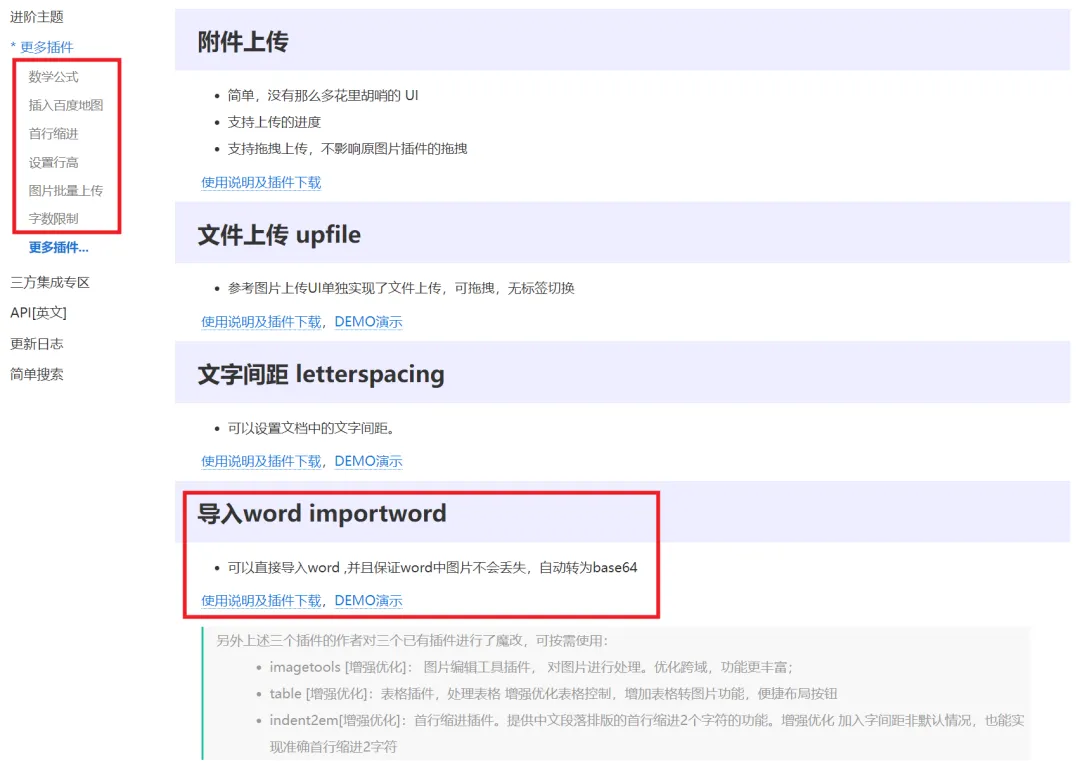 进阶主题
* 更多插件
数学公式
插入百度地图
首行缩进
设置行高
图片批量上传
字数限制
更多插件...
三方集成专区
API[英文]
更新日志
简单搜索
附件上传
• 简单，没有那么多花里胡哨的 UI
• 支持上传的进度
• 支持拖拽上传，不影响原图片插件的拖拽
使用说明及插件下载
文件上传 upfile
• 参考图片上传UI单独实现了文件上传，可拖拽，无标签切换
使用说明及插件下载，DEMO演示
文字间距 letterspacing
• 可以设置文档中的文字间距。
使用说明及插件下载，DEMO演示
导入word importword
• 可以直接导入word ,并且保证word中图片不会丢失，自动转为base64
使用说明及插件下载，DEMO演示
另外上述三个插件的作者对三个已有插件进行了魔改，可按需使用：
• imagetools [增强优化]： 图片编辑工具插件， 对图片进行处理。优化跨域，功能更丰富；
• table [增强优化]：表格插件，处理表格 增强优化表格控制，增加表格转图片功能，便捷布局按钮
• indent2em[增强优化]：首行缩进插件。提供中文段落排版的首行缩进2个字符的功能。增强优化 加入字间距非默认情况，也能实
现准确首行缩进2字符